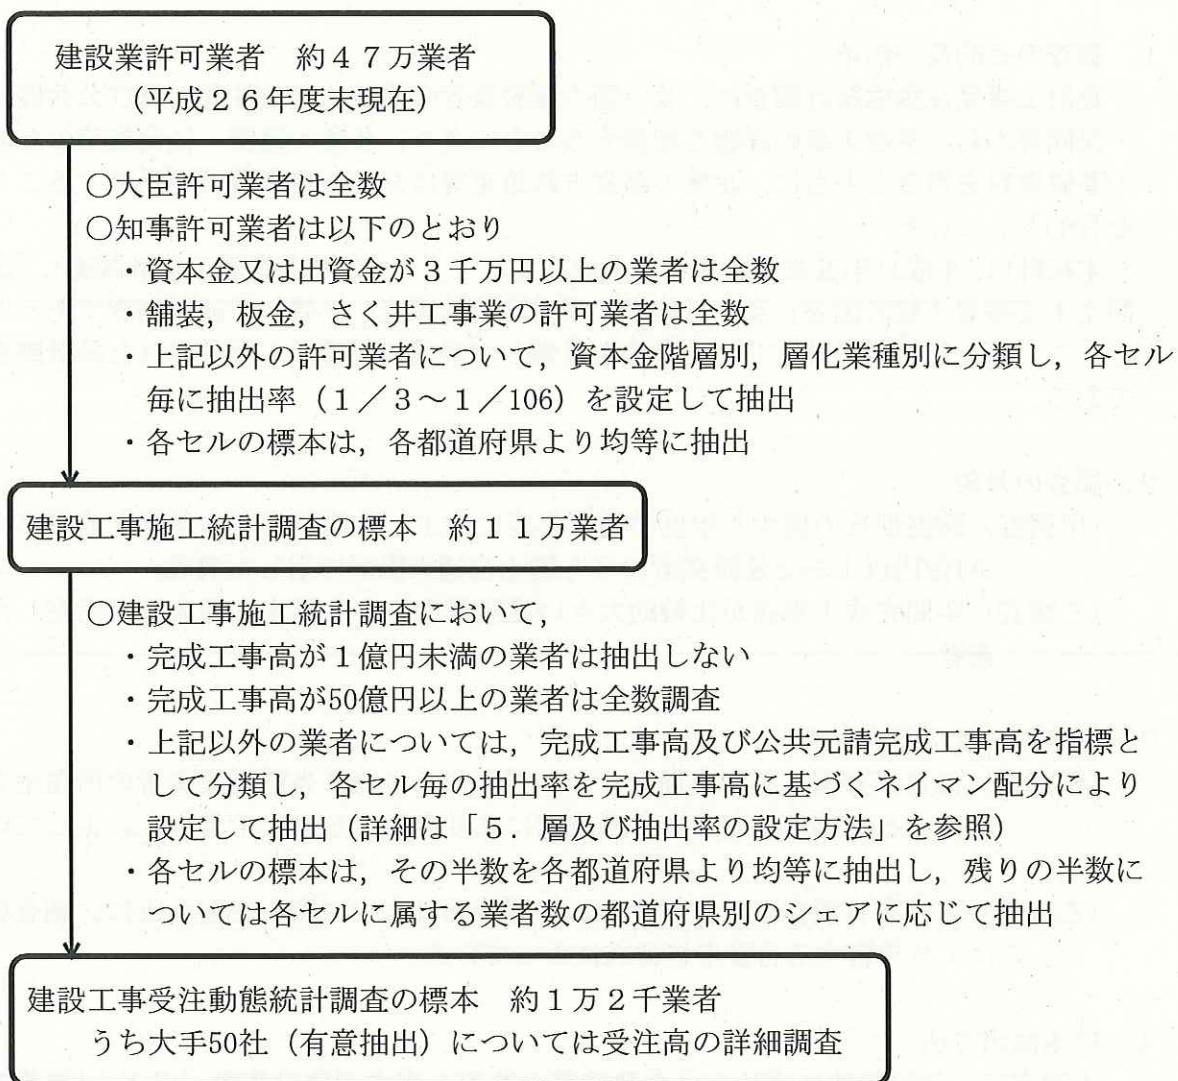 建設業許可業者　約４７万業者
（平成２６年度末現在）
○大臣許可業者は全数
○知事許可業者は以下のとおり
・資本金又は出資金が３千万円以上の業者は全数
・舗装，板金，さく井工事業の許可業者は全数
・上記以外の許可業者について，資本金階層別，層化業種別に分類し，各セル
毎に抽出率（１／３～１／106）を設定して抽出
・各セルの標本は，各都道府県より均等に抽出
建設工事施工統計調査の標本　約１１万業者
○建設工事施工統計調査において，
・完成工事高が１億円未満の業者は抽出しない
・完成工事高が50億円以上の業者は全数調査
・上記以外の業者については，完成工事高及び公共元請完成工事高を指標と
して分類し，各セル毎の抽出率を完成工事高に基づくネイマン配分により
設定して抽出（詳細は「５．層及び抽出率の設定方法」を参照）
・各セルの標本は，その半数を各都道府県より均等に抽出し，残りの半数に
ついては各セルに属する業者数の都道府県別のシェアに応じて抽出
建設工事受注動態統計調査の標本　約１万２千業者
うち大手50社（有意抽出）については受注高の詳細調査